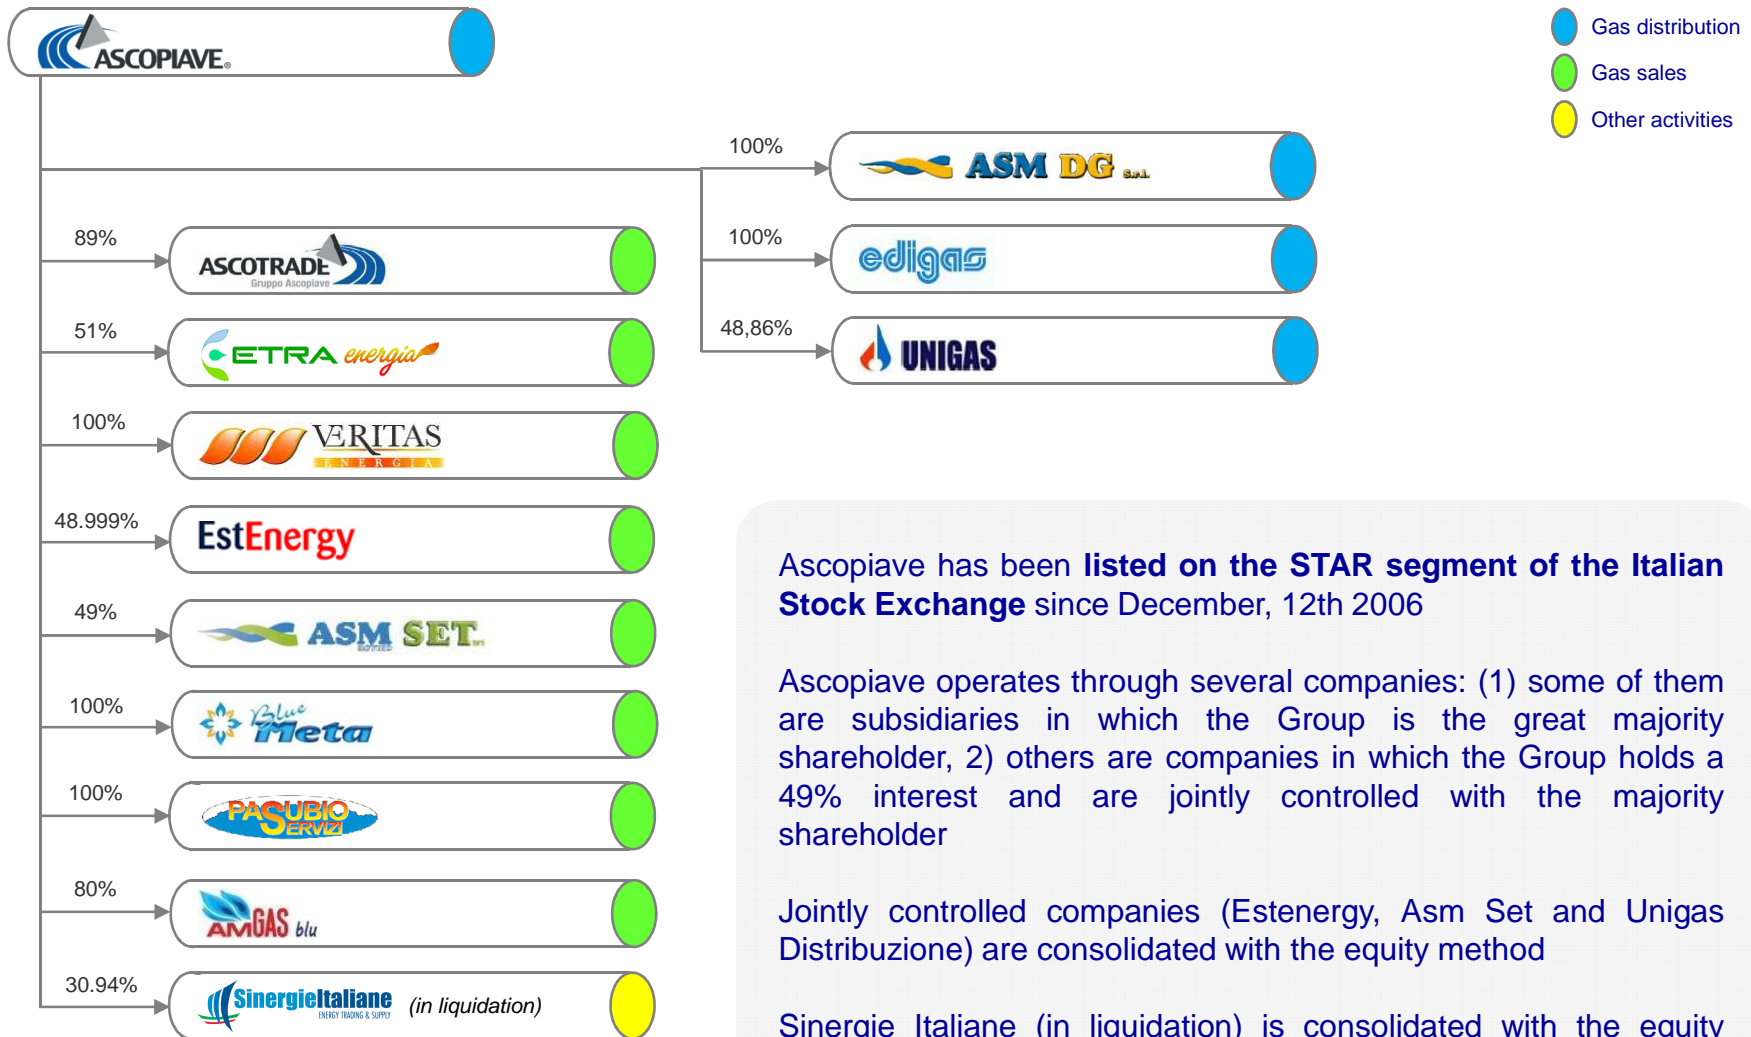 ASCOPIAVE®
Gas distribution
Gas sales
Other activities
100%
ASM DG S.r.l.
89%
ASCOTRADE
Gruppo Ascopiave
100%
edigas
51%
ETRA energia
48,86%
UNIGAS
100%
VERITAS
ENERGIA
48.999%
EstEnergy
49%
ASM SET
ROVIGO
100%
Blue
Meta
100%
PASUBIO
SERVIZI
80%
AMGAS blu
30.94%
SinergieItaliane
ENERGY TRADING & SUPPLY
(in liquidation)
Ascopiave has been listed on the STAR segment of the Italian
Stock Exchange since December, 12th 2006
Ascopiave operates through several companies: (1) some of them
are subsidiaries in which the Group is the great majority
shareholder, 2) others are companies in which the Group holds a
49% interest and are jointly controlled with the majority
shareholder
Jointly controlled companies (Estenergy, Asm Set and Unigas
Distribuzione) are consolidated with the equity method
Sinergie Italiane (in liquidation) is consolidated with the equity